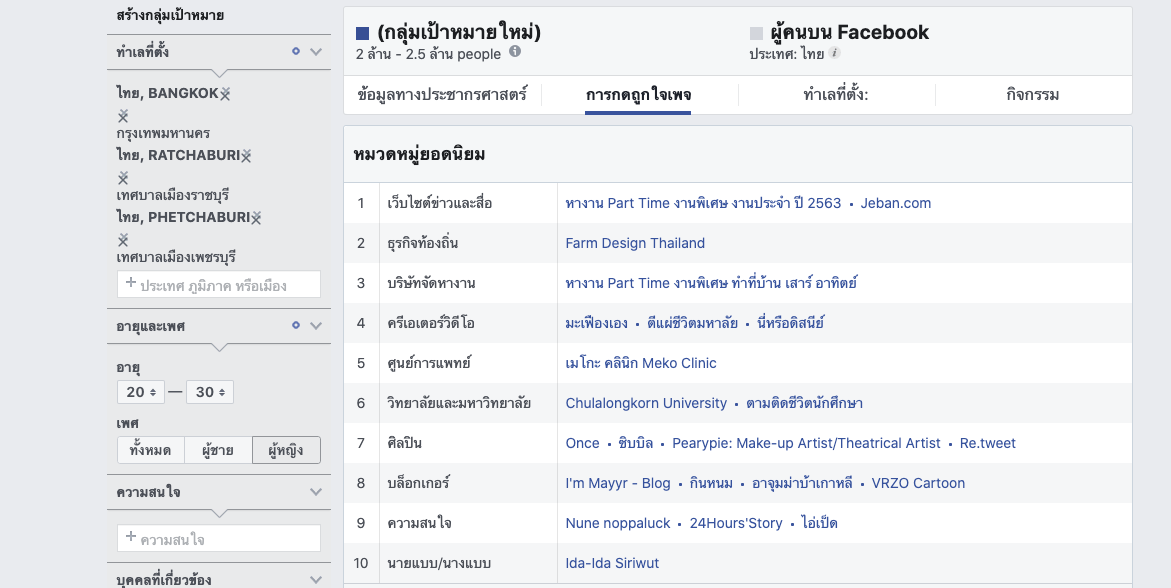 สร้างกลุ่มเป้าหมาย
ทำเลที่ตั้ง
ไทย, BANGKOK
กรุงเทพมหานคร
ไทย, RATCHABURI
เทศบาลเมืองราชบุรี
ไทย, PHETCHABURI
เทศบาลเมืองเพชรบุรี
+ ประเทศ ภูมิภาค หรือเมือง
อายุและเพศ
อายุ
20 — 30
เพศ
ทั้งหมด ผู้ชาย ผู้หญิง
ความสนใจ
+ ความสนใจ
บุคคลที่เกี่ยวข้อง
(กลุ่มเป้าหมายใหม่)
2 ล้าน - 2.5 ล้าน people
ผู้คนบน Facebook
ประเทศ: ไทย
ข้อมูลทางประชากรศาสตร์ การกดถูกใจเพจ ทำเลที่ตั้ง: กิจกรรม
หมวดหมู่ยอดนิยม
1 เว็บไซต์ข่าวและสื่อ หางาน Part Time งานพิเศษ งานประจำ ปี 2563 • Jeban.com
2 ธุรกิจท้องถิ่น Farm Design Thailand
3 บริษัทจัดหางาน หางาน Part Time งานพิเศษ ทำที่บ้าน เสาร์ อาทิตย์
4 ครีเอเตอร์วิดีโอ มะเฟืองเอง • ตีแผ่ชีวิตมหาลัย • นี่หรือดิสนีย์
5 ศูนย์การแพทย์ เมโกะ คลินิก Meko Clinic
6 วิทยาลัยและมหาวิทยาลัย Chulalongkorn University • ตามติดชีวิตนักศึกษา
7 ศิลปิน Once • ซิบบิล • Pearypie: Make-up Artist/Theatrical Artist • Re.tweet
8 บล็อกเกอร์ I'm Mayyr - Blog • กินหนม • อาจุมม่าบ้าเกาหลี • VRZO Cartoon
9 ความสนใจ Nune noppaluck • 24Hours'Story • ไอ่เป็ด
10 นายแบบ/นางแบบ Ida-Ida Siriwut